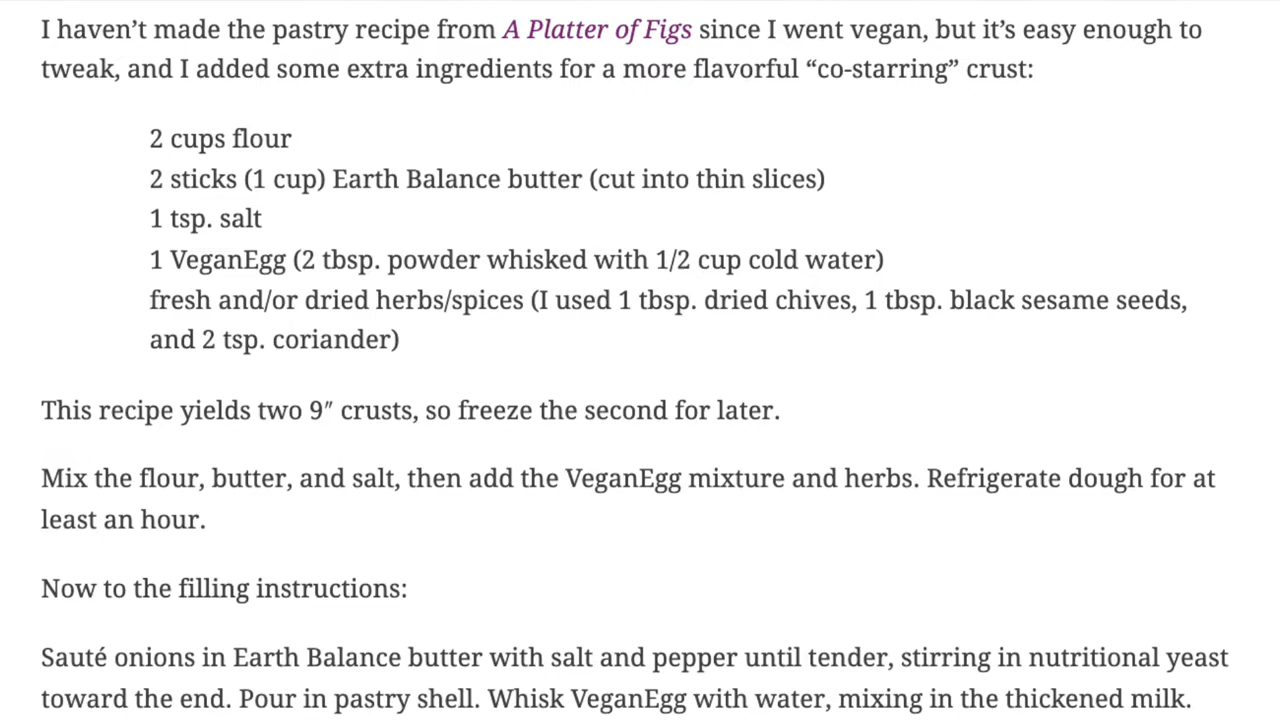 I haven’t made the pastry recipe from A Platter of Figs since I went vegan, but it’s easy enough to
tweak, and I added some extra ingredients for a more flavorful “co-starring” crust:
2 cups flour
2 sticks (1 cup) Earth Balance butter (cut into thin slices)
1 tsp. salt
1 VeganEgg (2 tbsp. powder whisked with 1/2 cup cold water)
fresh and/or dried herbs/spices (I used 1 tbsp. dried chives, 1 tbsp. black sesame seeds,
and 2 tsp. coriander)
This recipe yields two 9″ crusts, so freeze the second for later.
Mix the flour, butter, and salt, then add the VeganEgg mixture and herbs. Refrigerate dough for at
least an hour.
Now to the filling instructions:
Sauté onions in Earth Balance butter with salt and pepper until tender, stirring in nutritional yeast
toward the end. Pour in pastry shell. Whisk VeganEgg with water, mixing in the thickened milk.